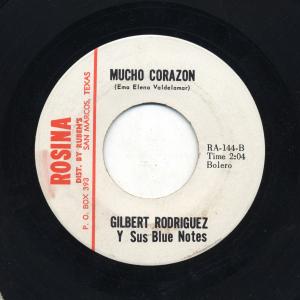 MUCHO CORAZON
(Ema Elena Valdelamar)
ROSINA
DIST. BY RUBEN'S
SAN MARCOS, TEXAS
P. O. BOX 393
RA-144-B
Time 2:04
Bolero
GILBERT RODRIGUEZ
Y Sus Blue Notes